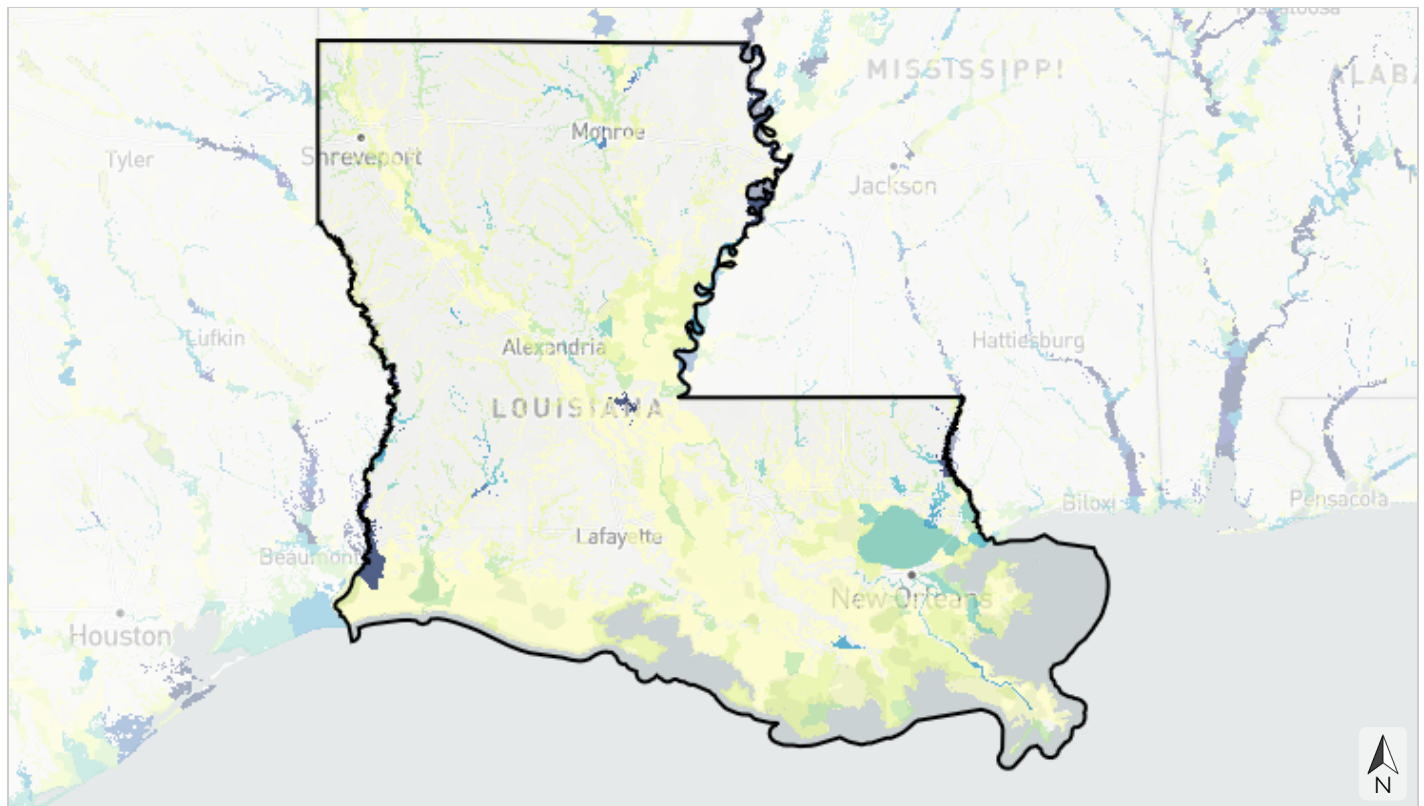 MISSISSIPPI
Monroe
Tyler
Shreveport
Jackson
Lufkin
Hattiesburg
Alexandria
LOUISIANA
Biloxi
Pensacola
Lafayette
Beaumont
New Orleans
Houston
N